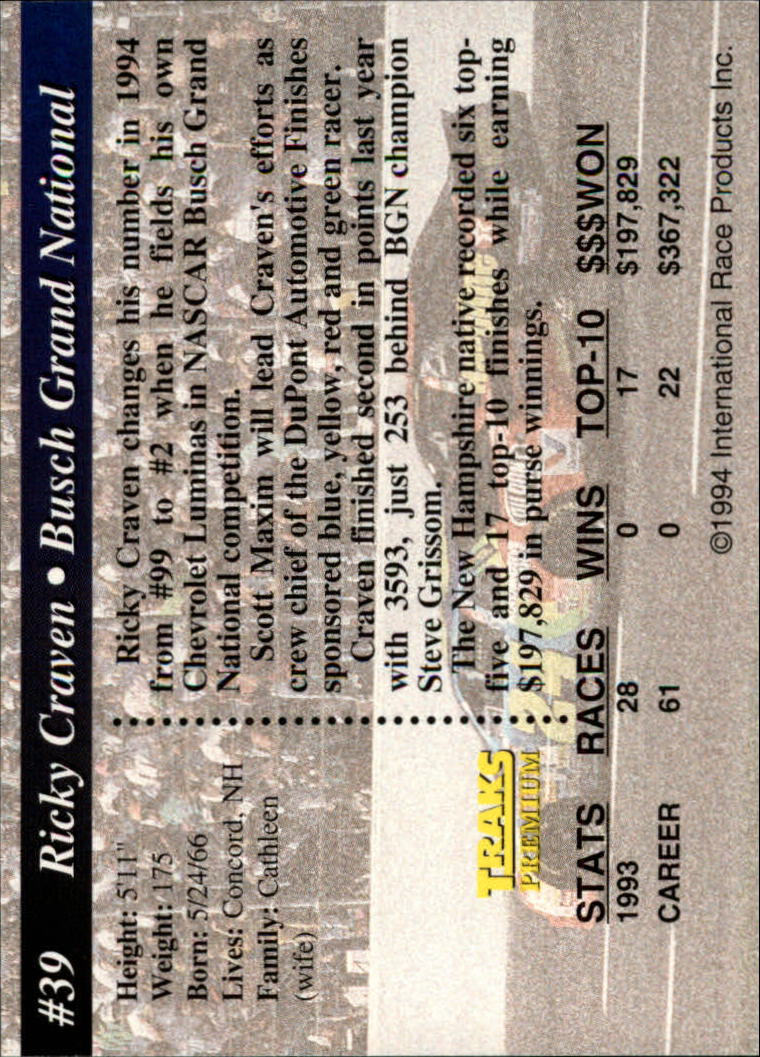 #39 Ricky Craven • Busch Grand National
Height: 5'11"
Weight: 175
Born: 5/24/66
Lives: Concord, NH
Family: Cathleen
(wife)
Ricky Craven changes his number in 1994
from #99 to #2 when he fields his own
Chevrolet Luminas in NASCAR Busch Grand
National competition.
Scott Maxim will lead Craven's efforts as
crew chief of the DuPont Automotive Finishes
sponsored blue, yellow, red and green racer.
Craven finished second in points last year
with 3593, just 253 behind BGN champion
Steve Grissom.
The New Hampshire native recorded six top-
five and 17 top-10 finishes while earning
$197,829 in purse winnings.
TRAKS
PREMIUM
STATS RACES WINS TOP-10 $$$WON
1993 28 0 17 $197,829
CAREER 61 0 22 $367,322
©1994 International Race Products Inc.